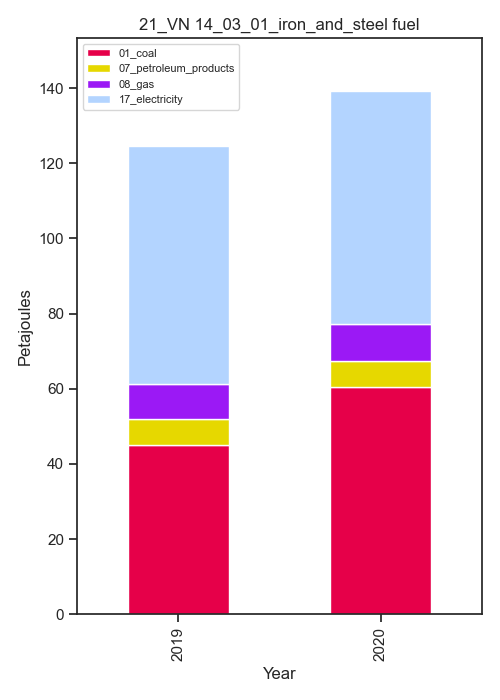 21_VN 14_03_01_iron_and_steel fuel
01_coal
07_petroleum_products
08_gas
17_electricity
140
120
100
80
60
40
20
0
Petajoules
2019
2020
Year